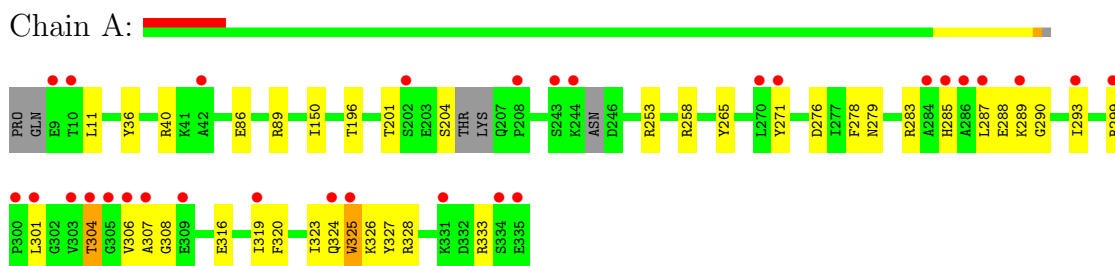 Chain A:
PRO GLN E9 T10 L11 Y36 R40 K41 A42 E86 R89 I150 T196 T201 S202 E203 S204 THR LYS Q207 P208 S243 K244 ASN D246 R253 R258 Y265 L270 Y271 D276 I277 F278 N279 R283 A284 H285 A286 L287 E288 K289 G290 I293
P300 L301 G302 V303 T304 G305 V306 A307 G308 E309 E316 I319 F320 I323 Q324 W325 K326 Y327 R328 K331 D332 R333 S334 E335